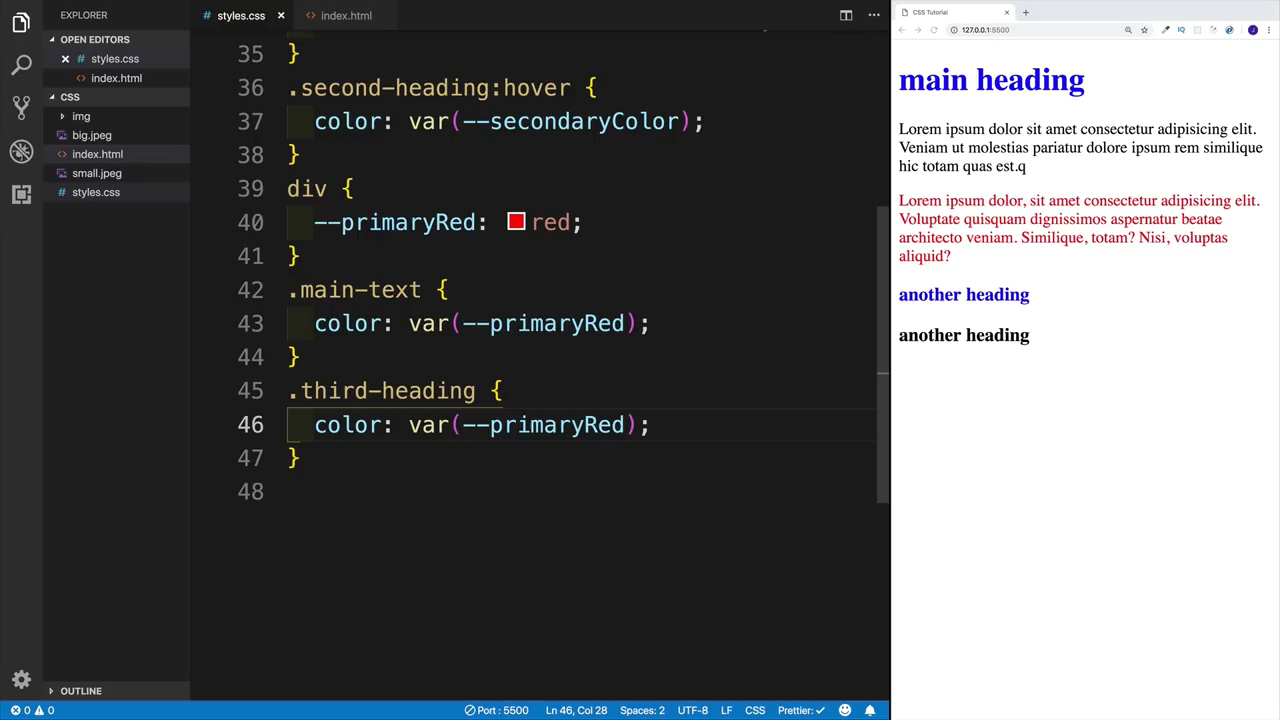 EXPLORER
OPEN EDITORS
styles.css
index.html
CSS
img
big.jpeg
index.html
small.jpeg
styles.css
OUTLINE
styles.css
index.html
35 }
36 .second-heading:hover {
37 color: var(--secondaryColor);
38 }
39 div {
40 --primaryRed: red;
41 }
42 .main-text {
43 color: var(--primaryRed);
44 }
45 .third-heading {
46 color: var(--primaryRed);
47 }
48
0 0 Port : 5500 Ln 46, Col 28 Spaces: 2 UTF-8 LF CSS Prettier: ✓
CSS Tutorial
127.0.0.1:5500
main heading
Lorem ipsum dolor sit amet consectetur adipisicing elit.
Veniam ut molestias pariatur dolore ipsum rem similique
hic totam quas est.q
Lorem ipsum dolor, sit amet consectetur adipisicing elit.
Voluptate quisquam dignissimos aspernatur beatae
architecto veniam. Similique, totam? Nisi, voluptas
aliquid?
another heading
another heading